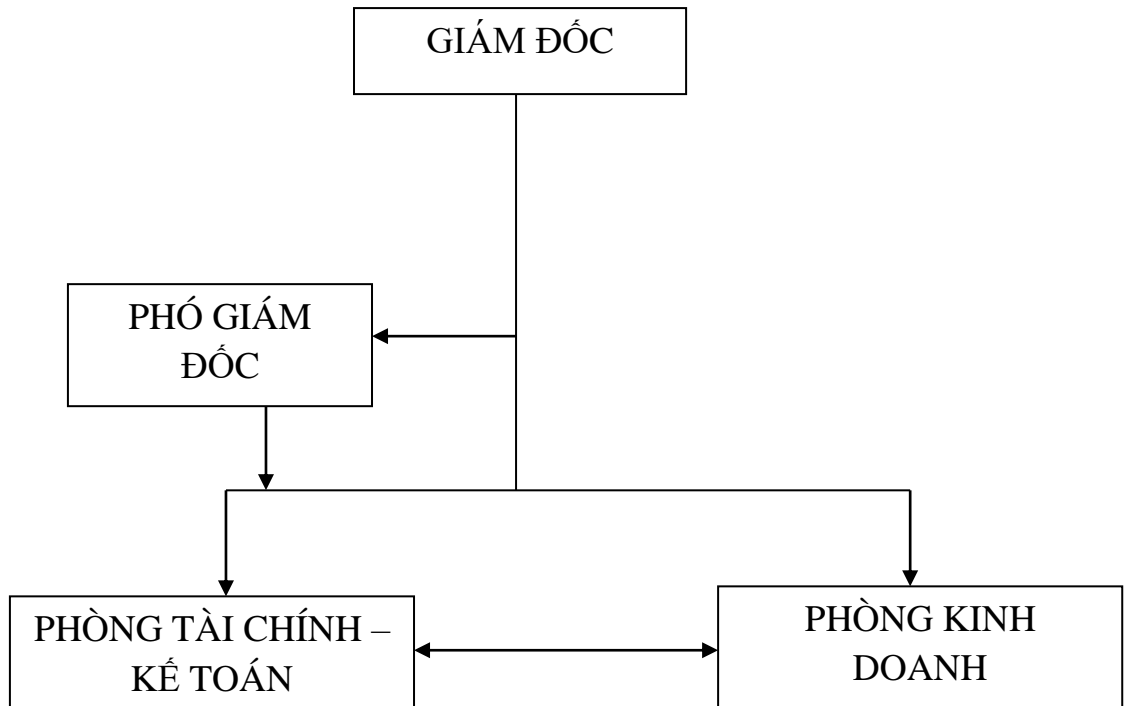 GIÁM ĐỐC
PHÓ GIÁM
ĐỐC
PHÒNG TÀI CHÍNH –
KẾ TOÁN
PHÒNG KINH
DOANH